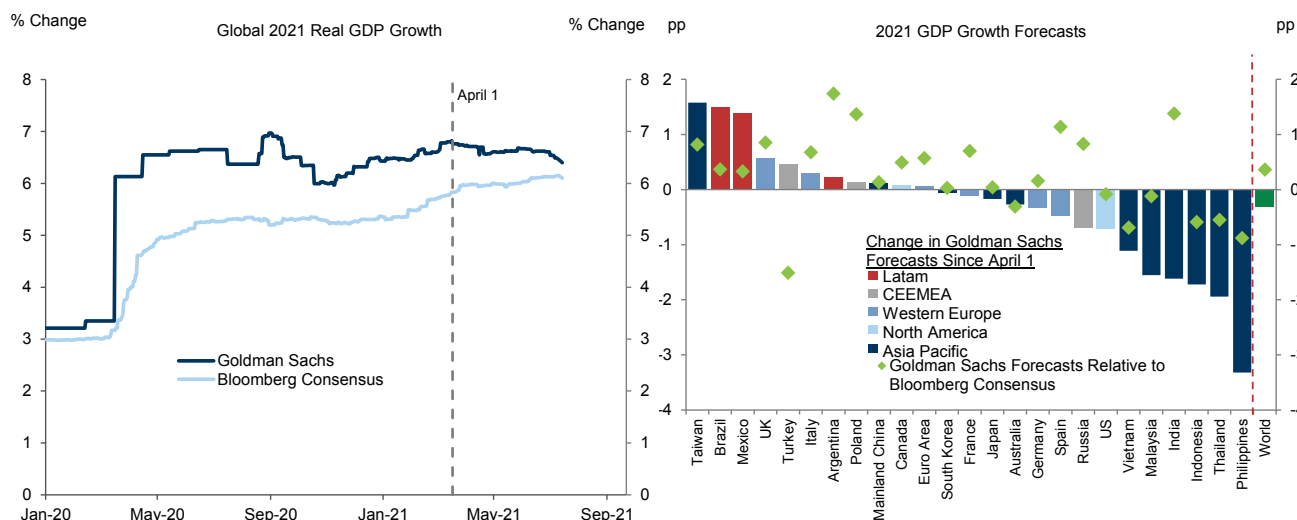 % Change
Global 2021 Real GDP Growth
% Change
8
7
6
5
4
3
2
1
0
April 1
Goldman Sachs
Bloomberg Consensus
8
7
6
5
4
3
2
1
0
Jan-20
May-20
Sep-20
Jan-21
May-21
Sep-21
pp
2021 GDP Growth Forecasts
pp
2
1
0
-1
-2
-3
-4
Change in Goldman Sachs
Forecasts Since April 1
Latam
CEEMEA
Western Europe
North America
Asia Pacific
Goldman Sachs Forecasts Relative to
Bloomberg Consensus
2
1
0
-
-
-
-
Taiwan
Brazil
Mexico
UK
Turkey
Italy
Argentina
Poland
Mainland China
Canada
Euro Area
South Korea
France
Japan
Australia
Germany
Spain
Russia
US
Vietnam
Malaysia
India
Indonesia
Thailand
Philippines
World